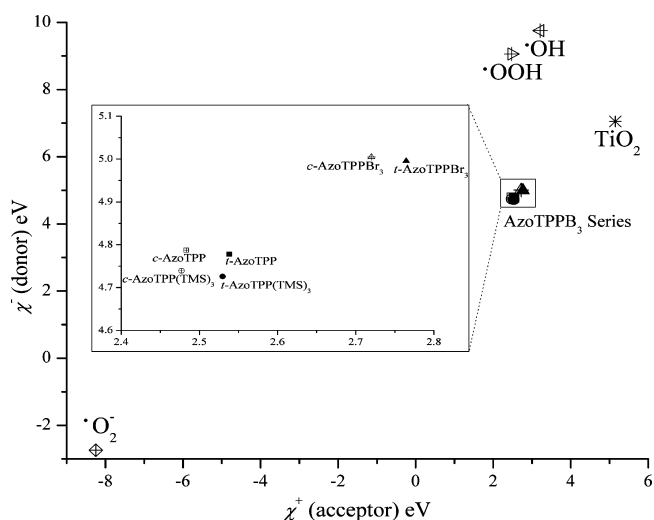 10
8
6
4
2
0
-2
χ⁻ (donor) eV
•OH
•OOH
TiO₂
AzoTPPB₃ Series
•O₂⁻
5.1
5.0
4.9
4.8
4.7
4.6
c-AzoTPPBr₃
t-AzoTPPBr₃
c-AzoTPP
t-AzoTPP
c-AzoTPP(TMS)₃
t-AzoTPP(TMS)₃
2.4 2.5 2.6 2.7 2.8
-8 -6 -4 -2 0 2 4 6
χ⁺ (acceptor) eV